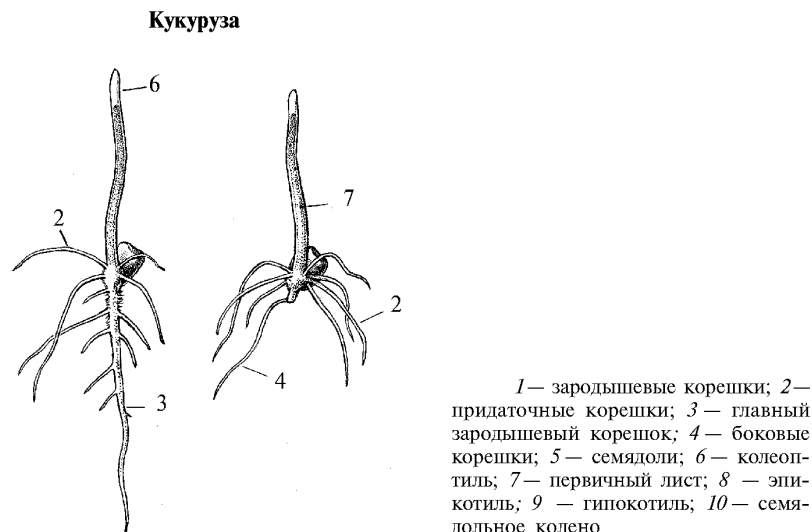 Кукуруза
6
2
7
2
3
4
1— зародышевые корешки; 2—
придаточные корешки; 3 — главный
зародышевый корешок; 4 — боковые
корешки; 5 — семядоли; 6 — колеоп-
тиль; 7— первичный лист; 8 — эпи-
котиль; 9 — гипокотиль; 10— семя-
дольное колено